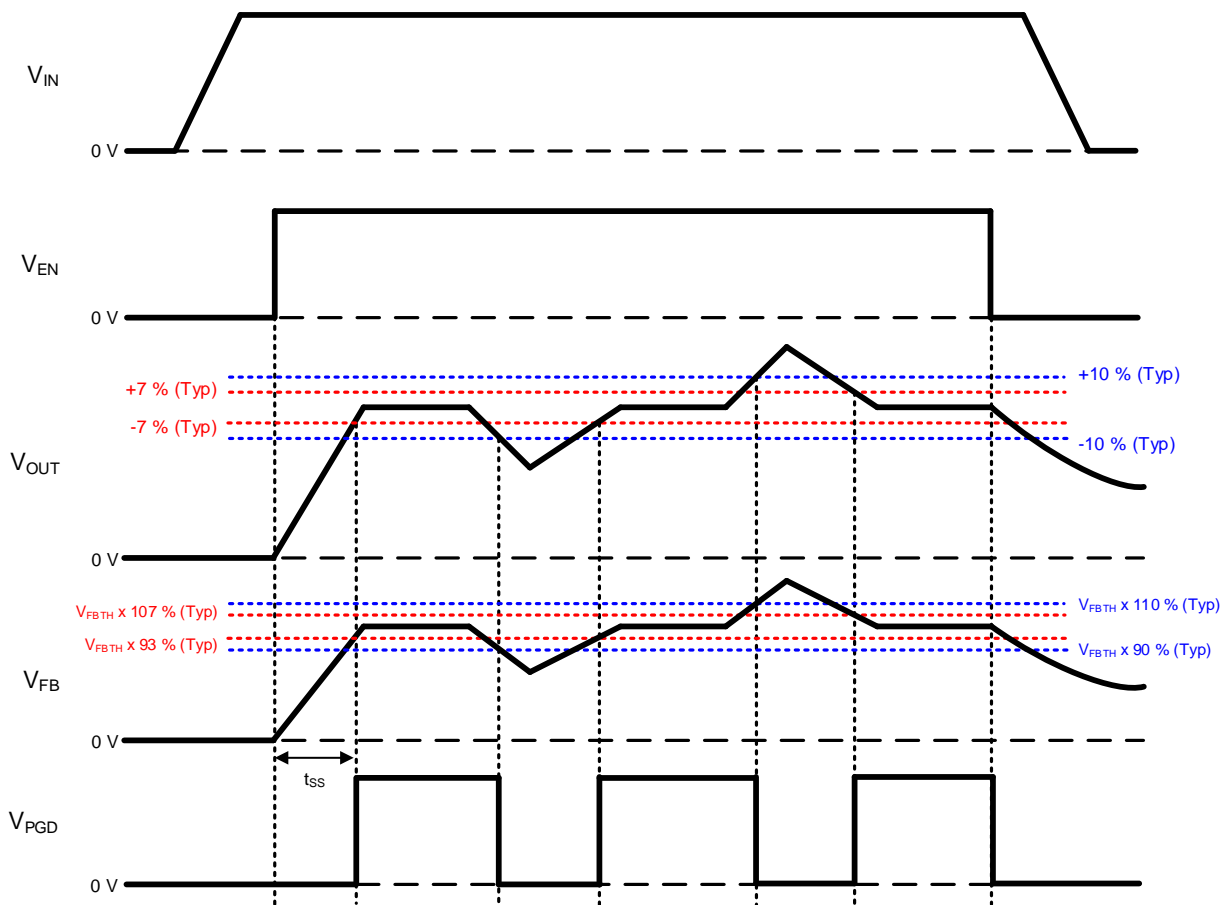 VIN
0 V
VEN
0 V
+7 % (Typ)
+10 % (Typ)
-7 % (Typ)
-10 % (Typ)
VOUT
0 V
VFBTH x 107 % (Typ)
VFBTH x 110 % (Typ)
VFBTH x 93 % (Typ)
VFBTH x 90 % (Typ)
VFB
0 V
tSS
VPGD
0 V